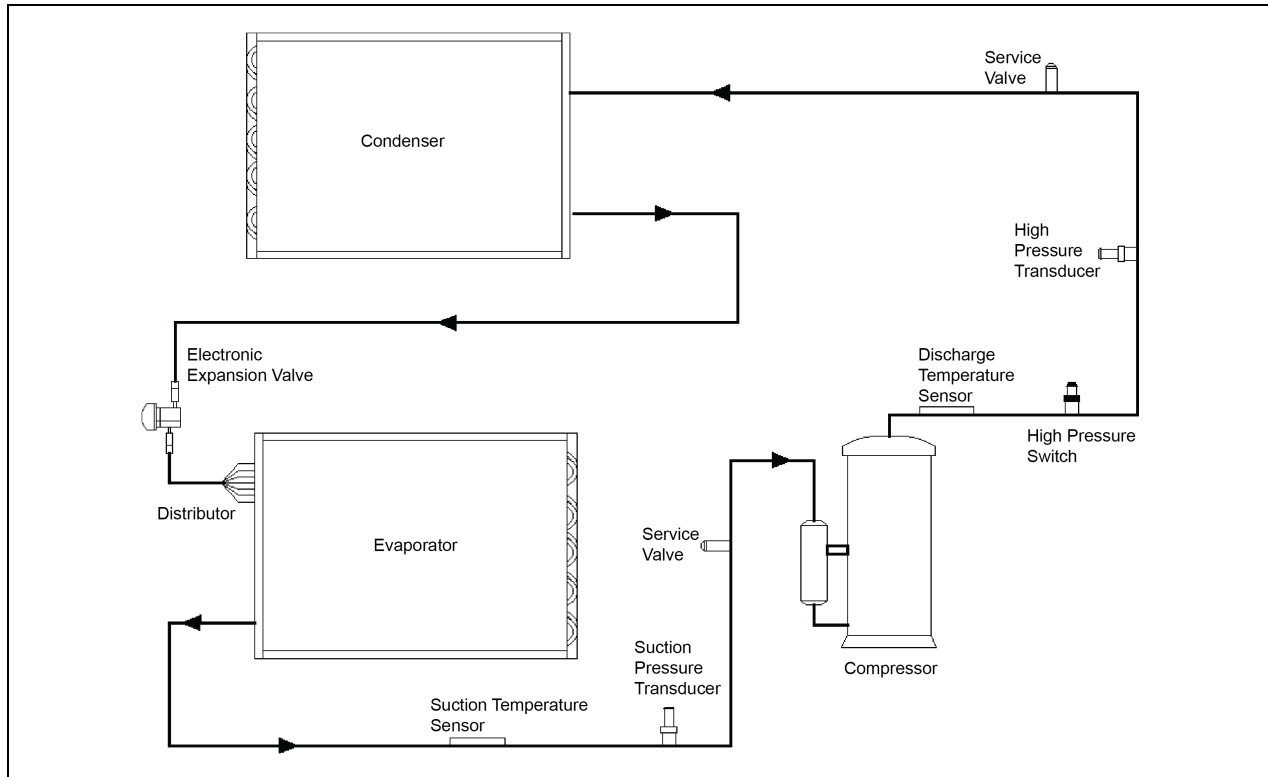 Service
Valve
Condenser
High
Pressure
Transducer
Electronic
Expansion Valve
Discharge
Temperature
Sensor
High Pressure
Switch
Distributor
Evaporator
Service
Valve
Suction
Pressure
Transducer
Compressor
Suction Temperature
Sensor